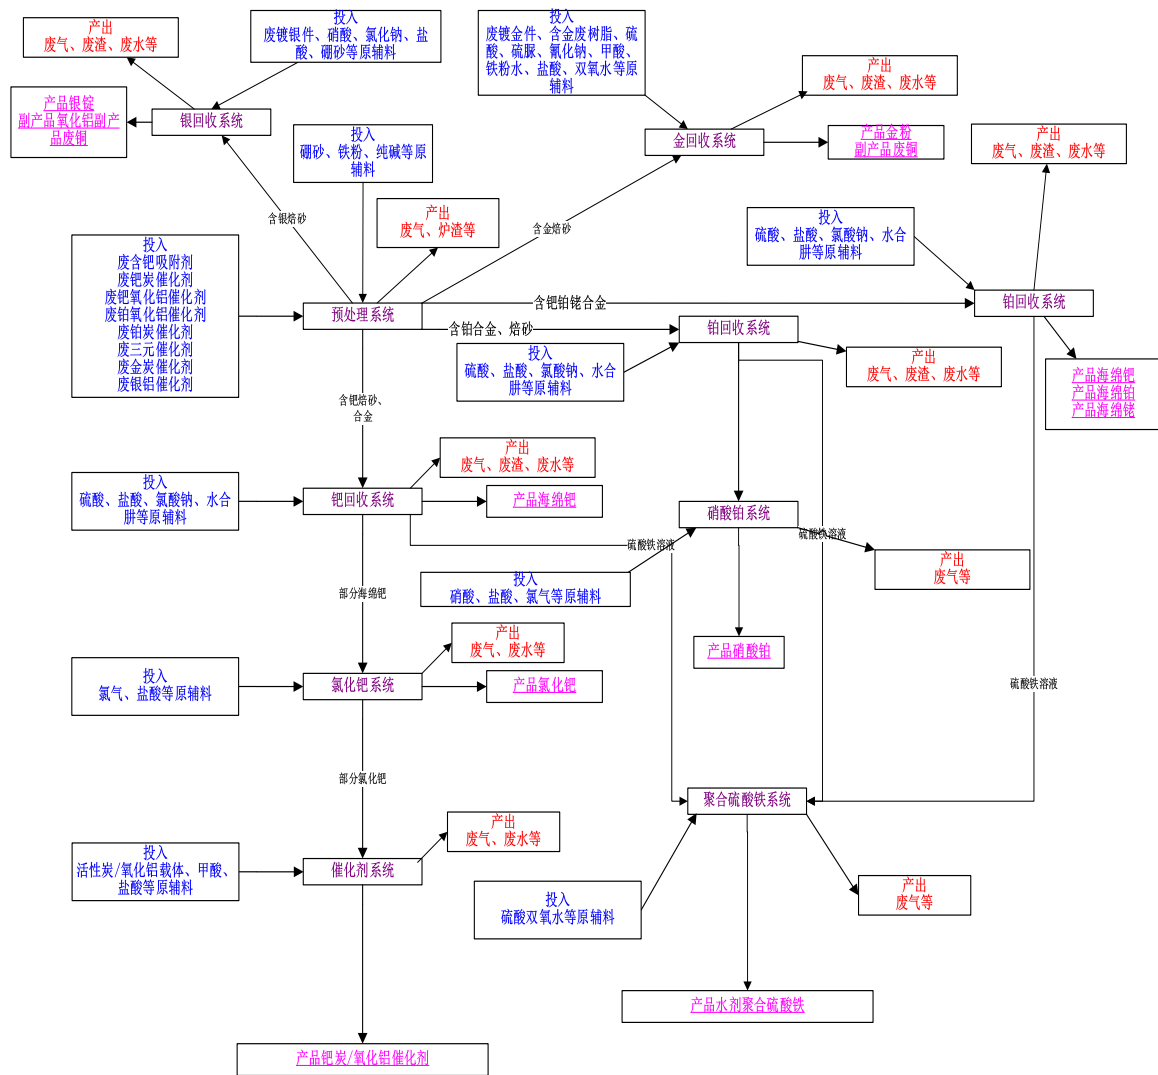 投入
废镀银件、硝酸、氯化钠、盐
酸、硼砂等原辅料
投入
废镀金件、含金废树脂、硫
酸、硫脲、氰化钠、甲酸、
铁粉水、盐酸、双氧水等原
辅料
产出
废气、废渣、废水等
产出
废气、废渣、废水等
产品银锭
副产品氧化铝副产
品废铜
银回收系统
投入
硼砂、铁粉、纯碱等原
辅料
金回收系统
产品金粉
副产品废铜
产出
废气、废渣、废水等
含银焙砂
产出
废气、炉渣等
含金焙砂
投入
硫酸、盐酸、氯酸钠、水合
肼等原辅料
投入
废含钯吸附剂
废钯炭催化剂
废钯氧化铝催化剂
废铂氧化铝催化剂
废铂炭催化剂
废三元催化剂
废金炭催化剂
废银铝催化剂
预处理系统
含钯铂铑合金
铂回收系统
含铂合金、焙砂
铂回收系统
投入
硫酸、盐酸、氯酸钠、水合
肼等原辅料
产出
废气、废渣、废水等
产品海绵钯
产品海绵铂
产品海绵铑
含钯焙砂、
合金
产出
废气、废渣、废水等
投入
硫酸、盐酸、氯酸钠、水合
肼等原辅料
钯回收系统
产品海绵钯
硝酸铂系统
硫酸铁溶液
硫酸铁溶液
产出
废气等
投入
硝酸、盐酸、氯气等原辅料
部分海绵钯
产出
废气、废水等
产品硝酸铂
投入
氯气、盐酸等原辅料
氯化钯系统
产品氯化钯
硫酸铁溶液
部分氯化钯
聚合硫酸铁系统
产出
废气、废水等
投入
活性炭/氧化铝载体、甲酸、
盐酸等原辅料
催化剂系统
投入
硫酸双氧水等原辅料
产出
废气等
产品水剂聚合硫酸铁
产品钯炭/氧化铝催化剂